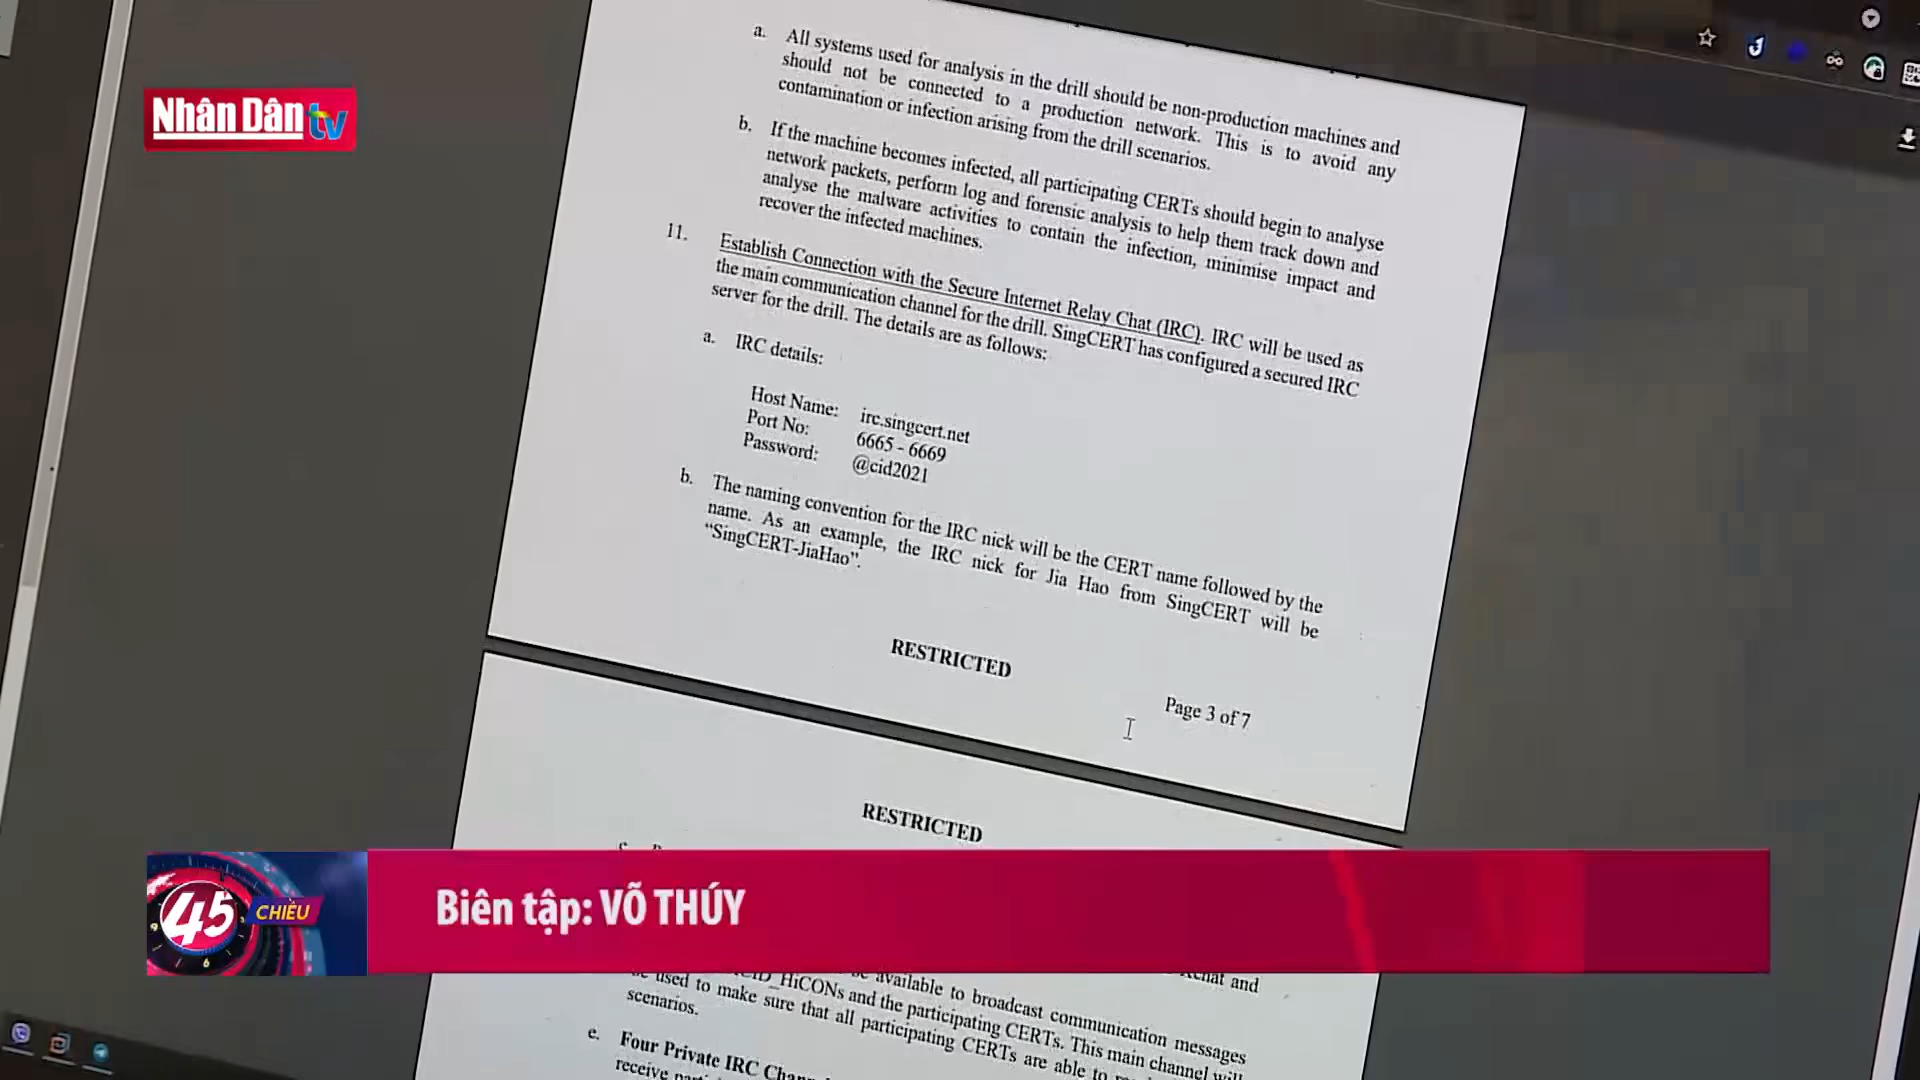 a. All systems used for analysis in the drill should be non-production machines and
should not be connected to a production network. This is to avoid any
contamination or infection arising from the drill scenarios.
b. If the machine becomes infected, all participating CERTs should begin to analyse
network packets, perform log and forensic analysis to help them track down and
analyse the malware activities to contain the infection, minimise impact and
recover the infected machines.
11. Establish Connection with the Secure Internet Relay Chat (IRC). IRC will be used as
the main communication channel for the drill. SingCERT has configured a secured IRC
server for the drill. The details are as follows:
a. IRC details:
Host Name: irc.singcert.net
Port No: 6665 - 6669
Password: @cid2021
b. The naming convention for the IRC nick will be the CERT name followed by the
name. As an example, the IRC nick for Jia Hao from SingCERT will be
“SingCERT-JiaHao”.
RESTRICTED
Page 3 of 7
RESTRICTED
and
available to broadcast communication messages
HiCONs and the participating CERTs. This main channel will
used to make sure that all participating CERTs are able to
scenarios.
e. Four Private IRC
receive
Nhân Dân tv
45 CHIỀU
Biên tập: VÕ THÚY